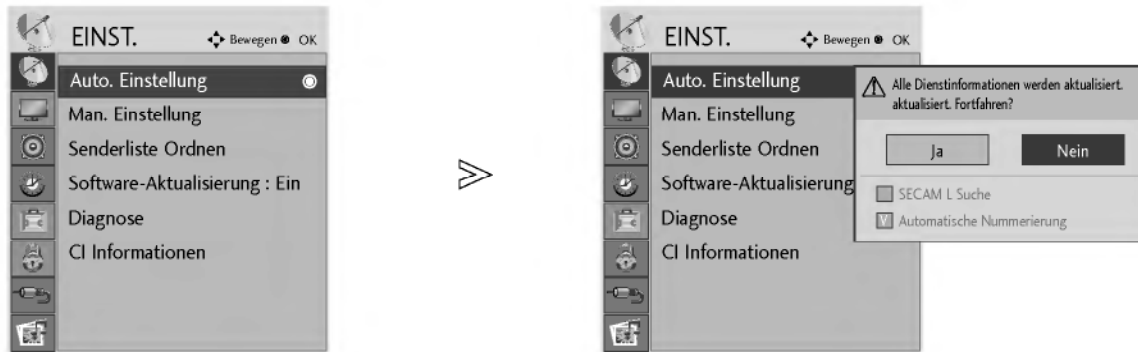 EINST.
Bewegen OK
Auto. Einstellung
Man. Einstellung
Senderliste Ordnen
Software-Aktualisierung : Ein
Diagnose
CI Informationen
EINST.
Bewegen OK
Auto. Einstellung
Man. Einstellung
Senderliste Ordnen
Software-Aktualisierung
Diagnose
CI Informationen
Alle Dienstinformationen werden aktualisiert.
aktualisiert. Fortfahren?
Ja
Nein
SECAM L Suche
V Automatische Nummerierung